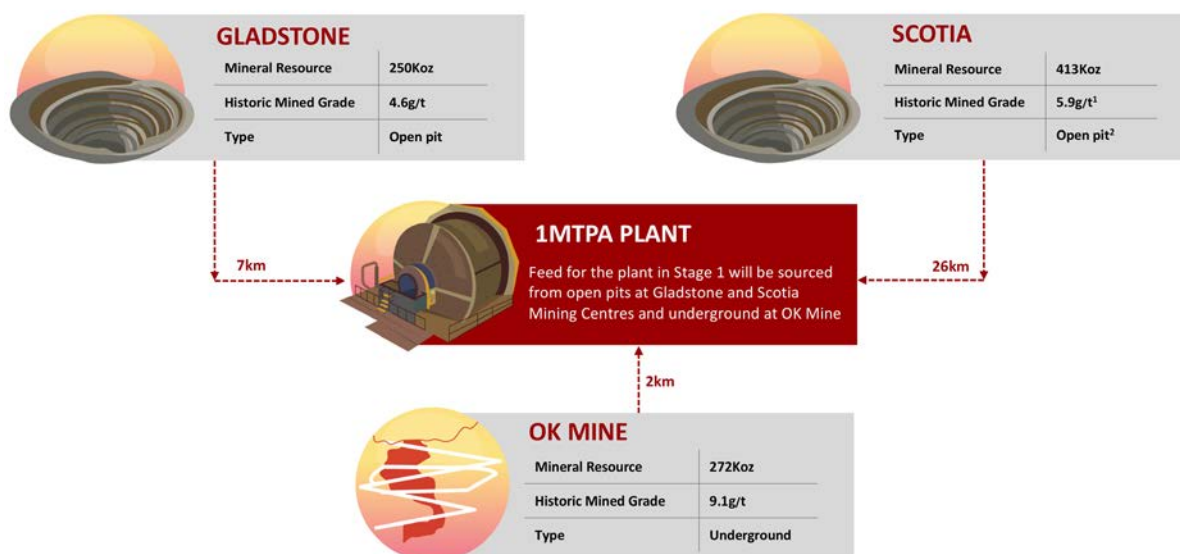 GLADSTONE
Mineral Resource 250Koz
Historic Mined Grade 4.6g/t
Type Open pit
SCOTIA
Mineral Resource 413Koz
Historic Mined Grade 5.9g/t¹
Type Open pit²
1MTPA PLANT
Feed for the plant in Stage 1 will be sourced
from open pits at Gladstone and Scotia
Mining Centres and underground at OK Mine
7km
26km
2km
OK MINE
Mineral Resource 272Koz
Historic Mined Grade 9.1g/t
Type Underground